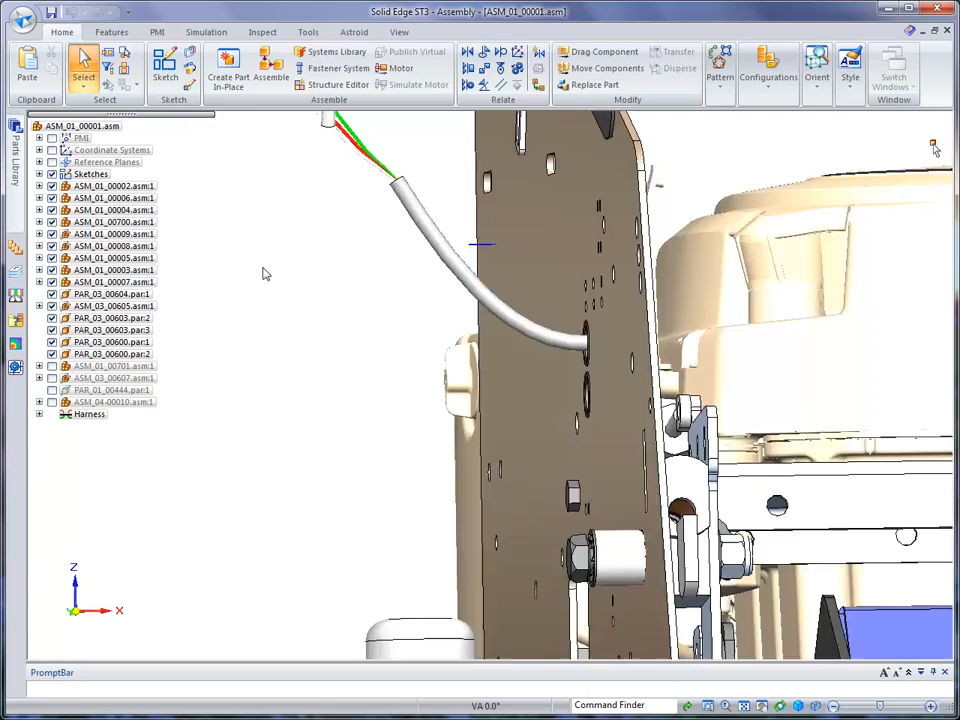 Solid Edge ST3 - Assembly - [ASM_01_00001.asm]
Home Features PMI Simulation Inspect Tools Astroid View
Paste
Clipboard
Select
Select
Sketch
Sketch
Create Part In-Place
Assemble
Systems Library
Fastener System
Structure Editor
Publish Virtual
Motor
Simulate Motor
Assemble
Relate
Drag Component
Move Components
Replace Part
Transfer
Disperse
Modify
Pattern
Configurations
Orient
Style
Switch Windows
Window
Parts Library
ASM_01_00001.asm
PMI
Coordinate Systems
Reference Planes
Sketches
ASM_01_00002.asm:1
ASM_01_00006.asm:1
ASM_01_00004.asm:1
ASM_01_00700.asm:1
ASM_01_00009.asm:1
ASM_01_00008.asm:1
ASM_01_00005.asm:1
ASM_01_00003.asm:1
ASM_01_00007.asm:1
PAR_03_00604.par:1
ASM_03_00605.asm:1
PAR_03_00603.par:2
PAR_03_00603.par:3
PAR_03_00600.par:1
PAR_03_00600.par:2
ASM_01_00701.asm:1
ASM_03_00607.asm:1
PAR_01_00444.par:1
ASM_04-00010.asm:1
Harness
Z
X
PromptBar
VA 0.0°
Command Finder